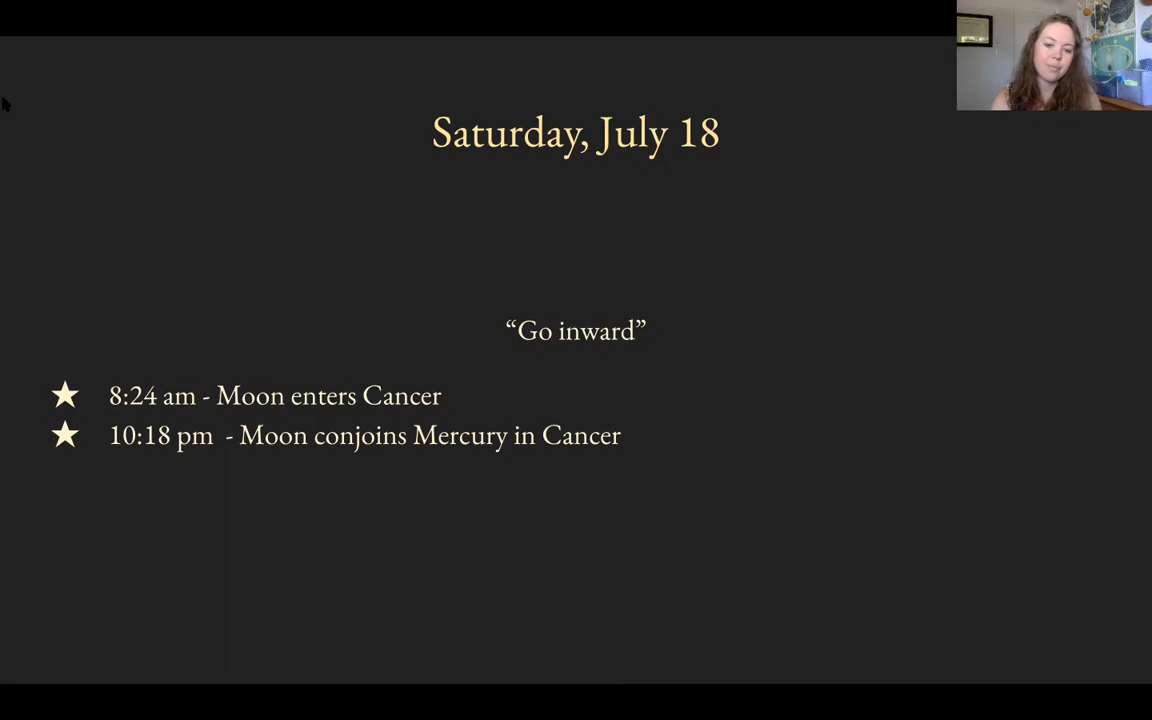 Saturday, July 18
“Go inward”
★ 8:24 am - Moon enters Cancer
★ 10:18 pm - Moon conjoins Mercury in Cancer